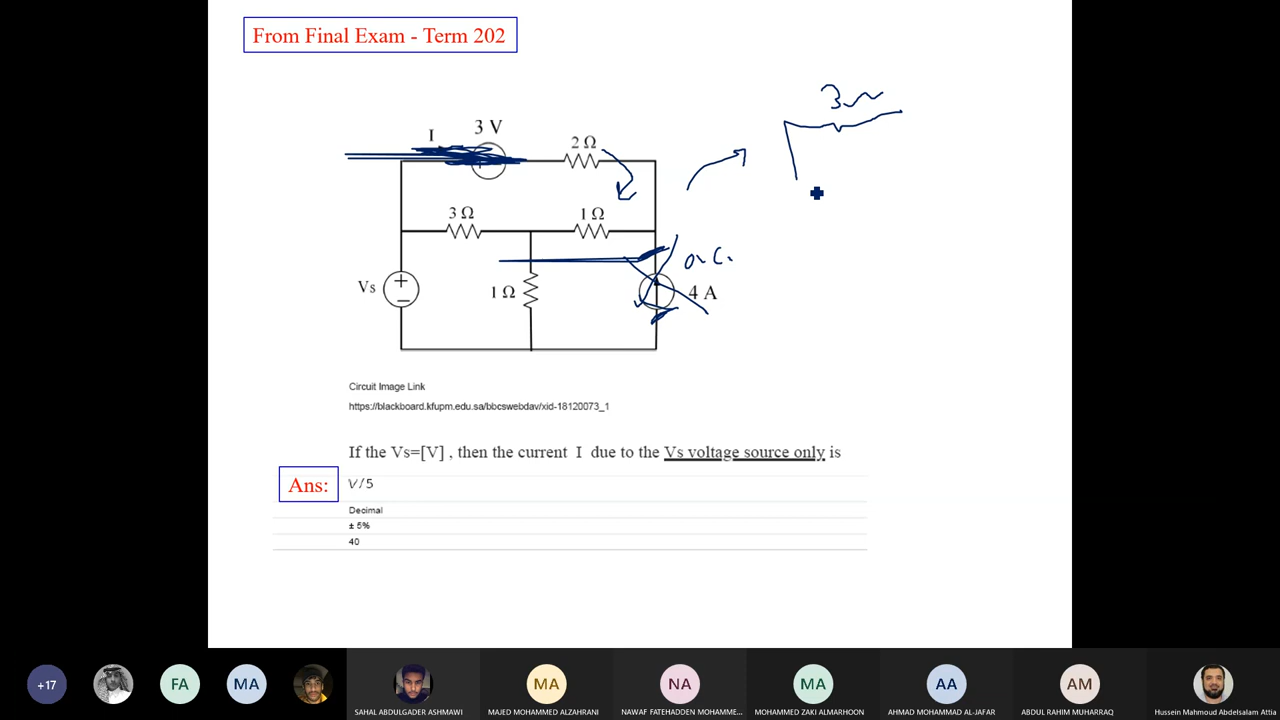 From Final Exam - Term 202
3
I
3 V
2 Ω
3 Ω
1 Ω
o.c.
Vs
+
1 Ω
4 A
Circuit Image Link
https://blackboard.kfupm.edu.sa/bbcswebdav/xid-18120073_1
If the Vs=[V] , then the current I due to the Vs voltage source only is
Ans:
V / 5
Decimal
± 5%
40
+17
FA
MA
SAHAL ABDULGADER ASHMAWI
MA
MAJED MOHAMMED ALZAHRANI
NA
NAWAF FATEHADDEN MOHAMME...
MA
MOHAMMED ZAKI ALMARHOON
AA
AHMAD MOHAMMAD AL-JAFAR
AM
ABDUL RAHIM MUHARRAQ
Hussein Mahmoud Abdelsalam Attia